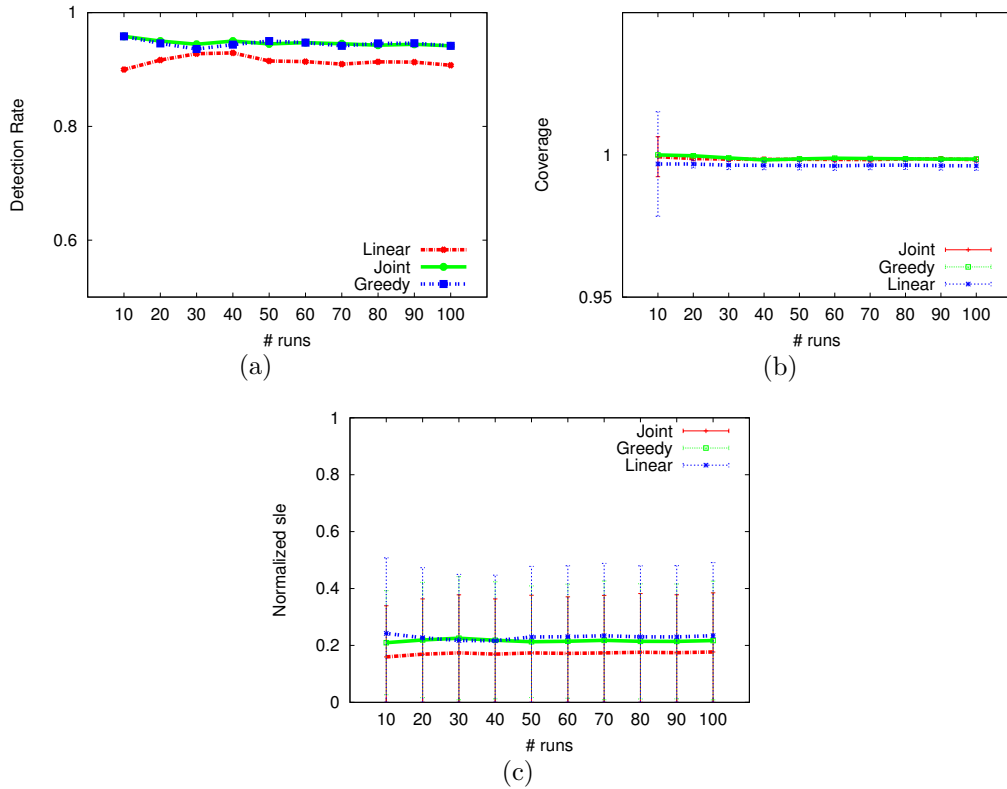 1
0.8
0.6
Detection Rate
Linear
Joint
Greedy
10 20 30 40 50 60 70 80 90 100
# runs
(a)
1
0.95
Coverage
Joint
Greedy
Linear
10 20 30 40 50 60 70 80 90 100
# runs
(b)
1
0.8
0.6
0.4
0.2
0
Normalized sle
Joint
Greedy
Linear
10 20 30 40 50 60 70 80 90 100
# runs
(c)